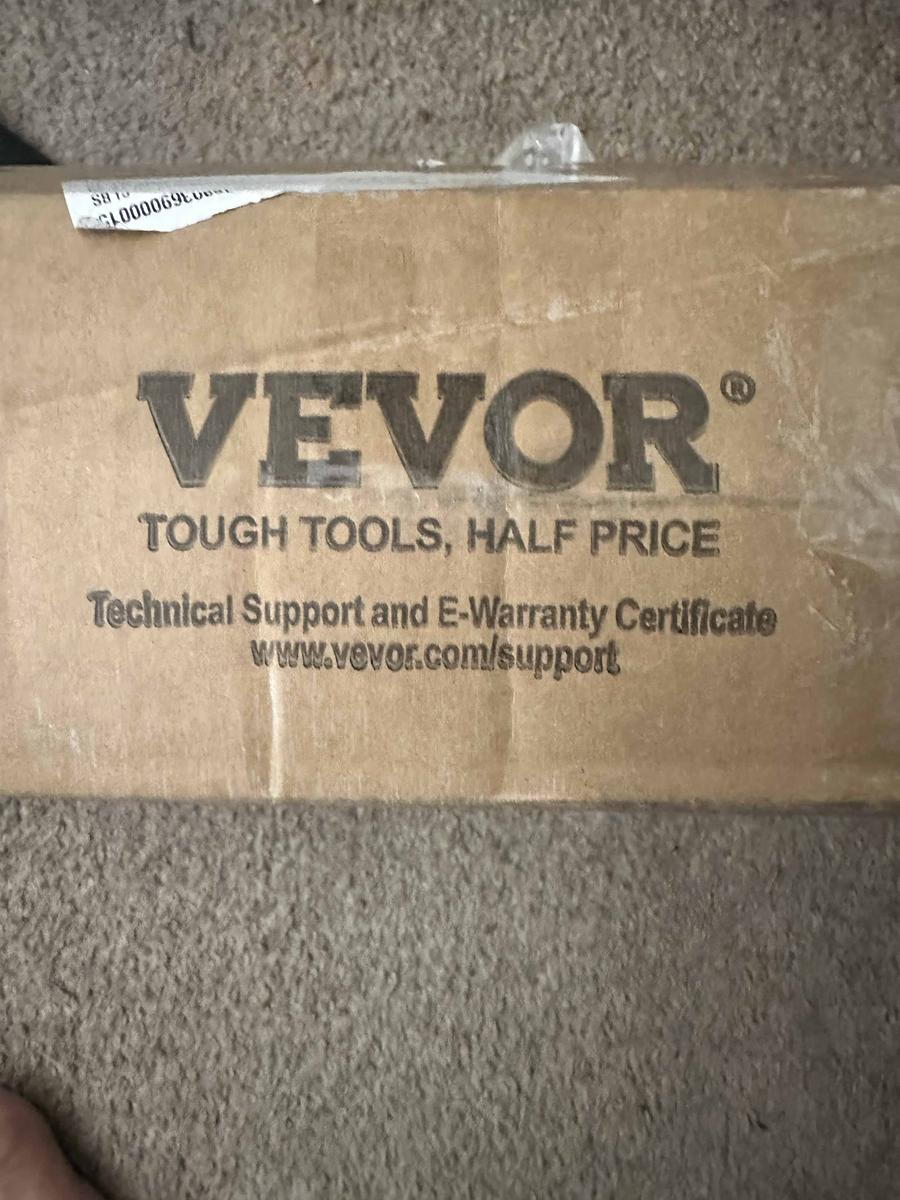 VEVOR®
TOUGH TOOLS, HALF PRICE
Technical Support and E-Warranty Certificate
www.vevor.com/support